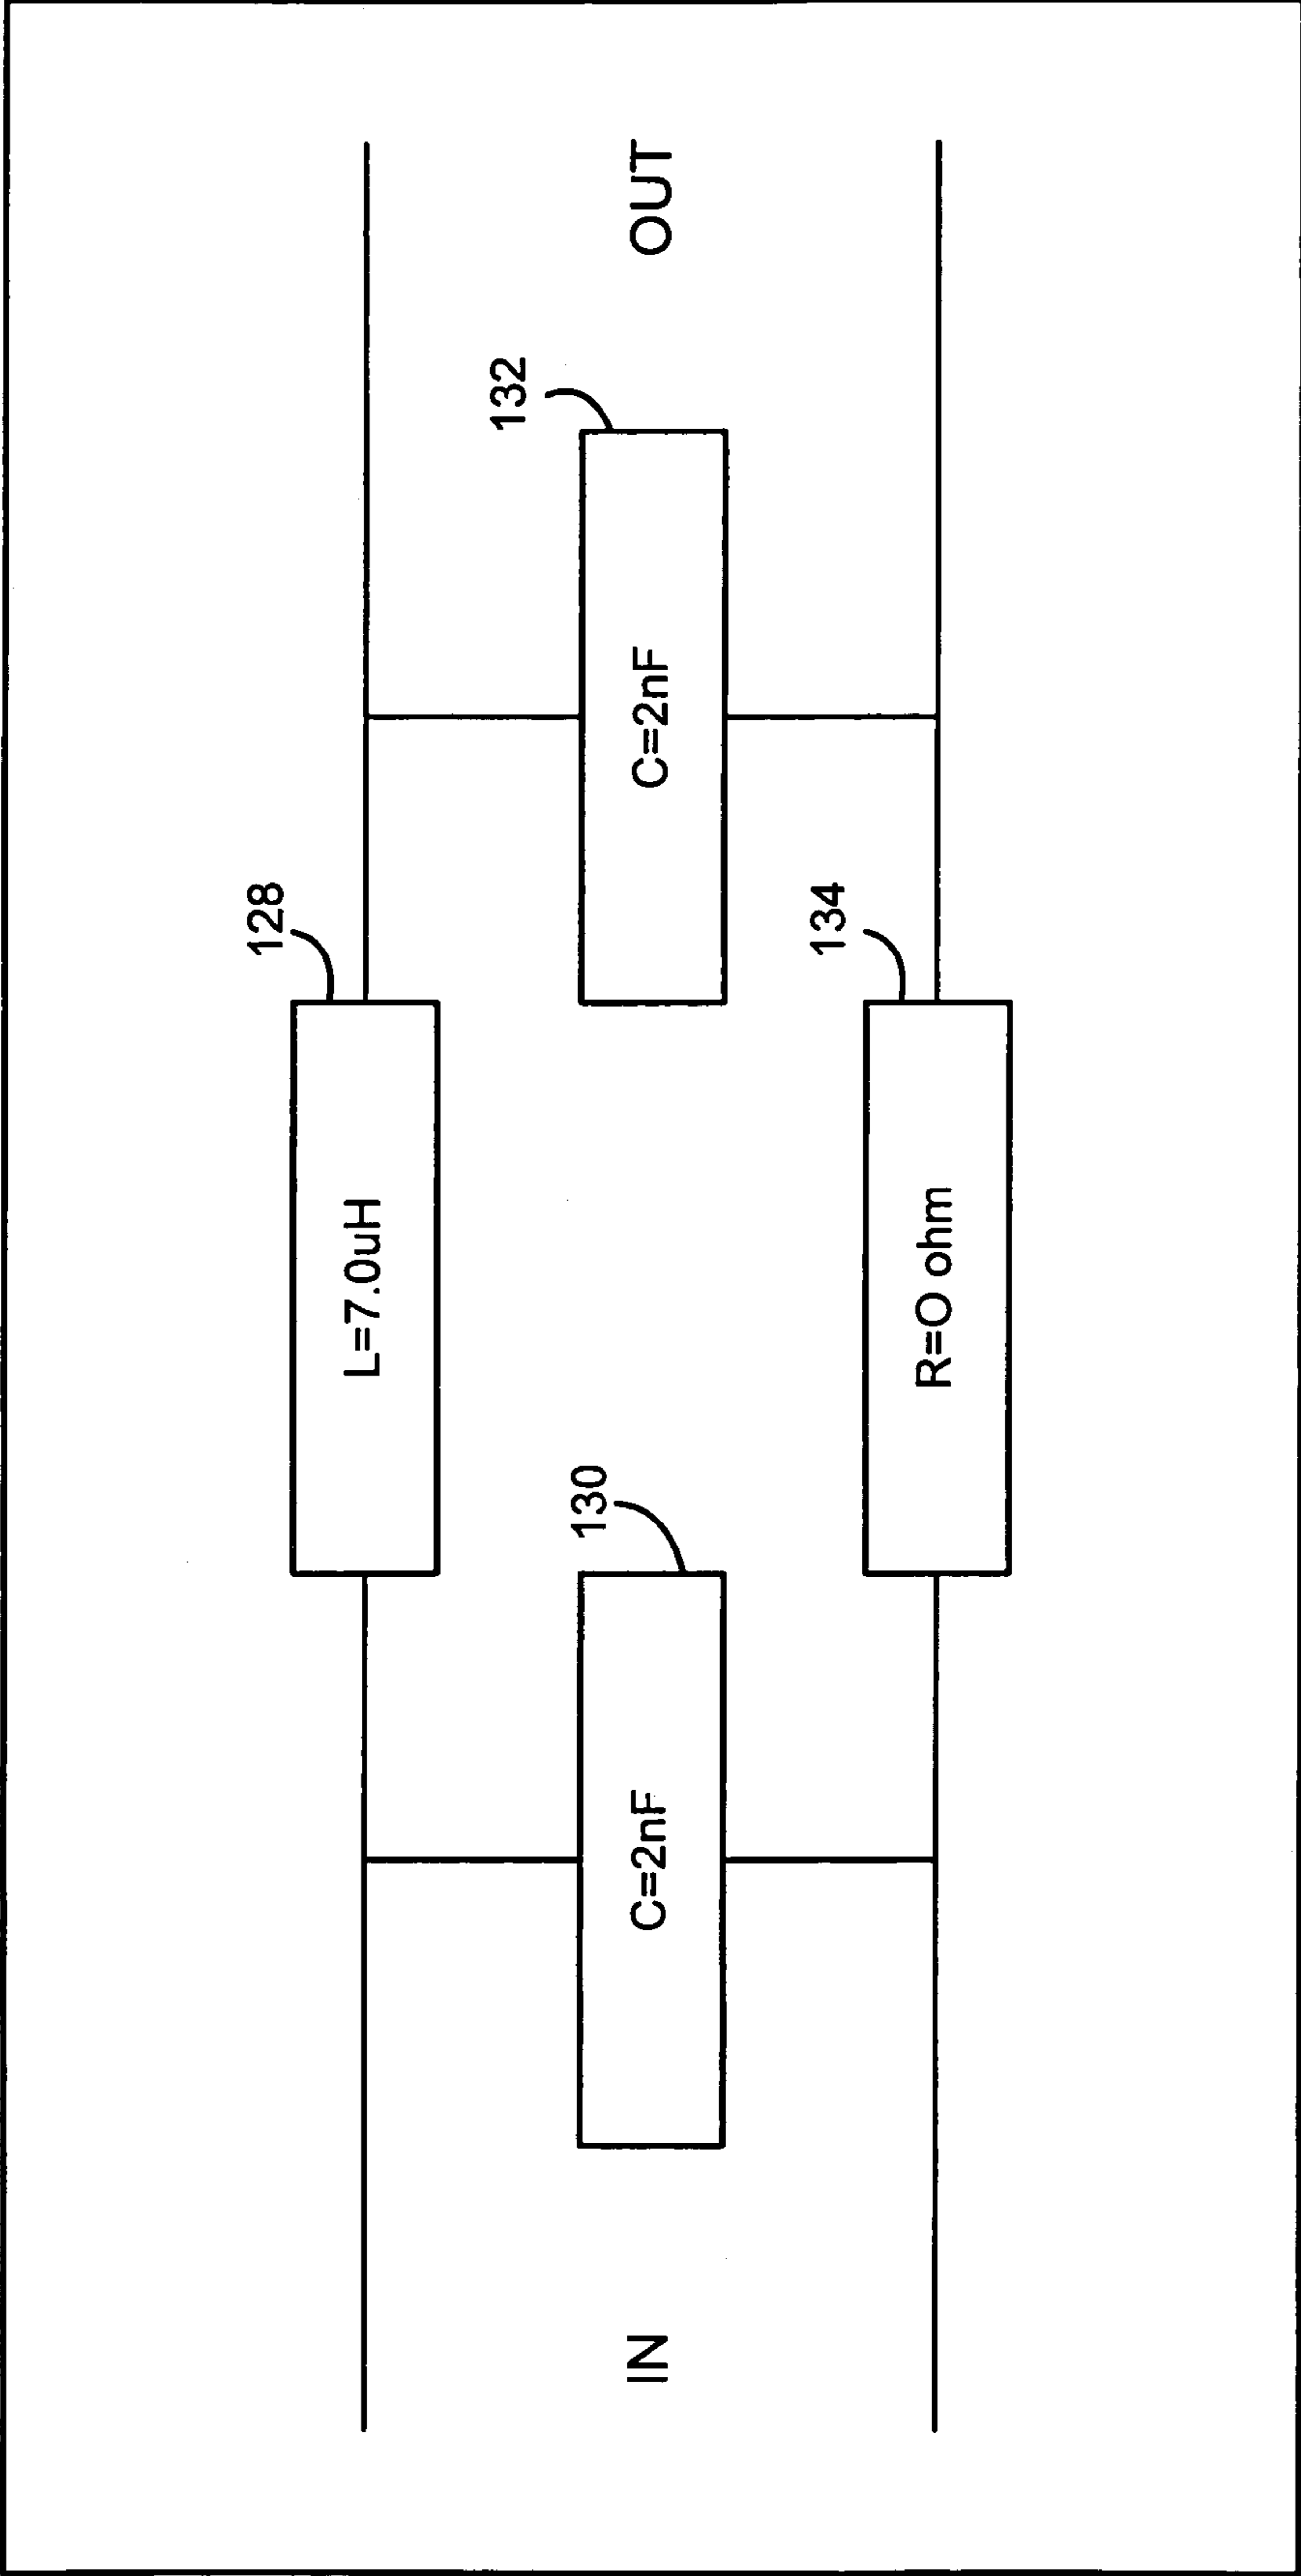 128
L=7.0uH
130
132
IN
C=2nF
C=2nF
OUT
134
R=O ohm